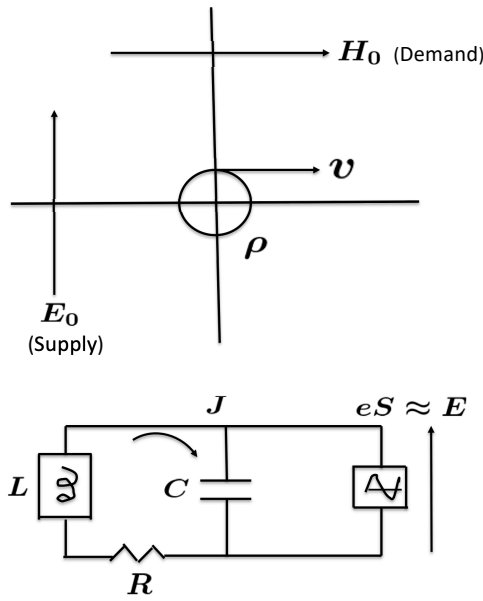 H₀ (Demand)
v
ρ
E₀
(Supply)
J
eS ≈ E
L
C
R